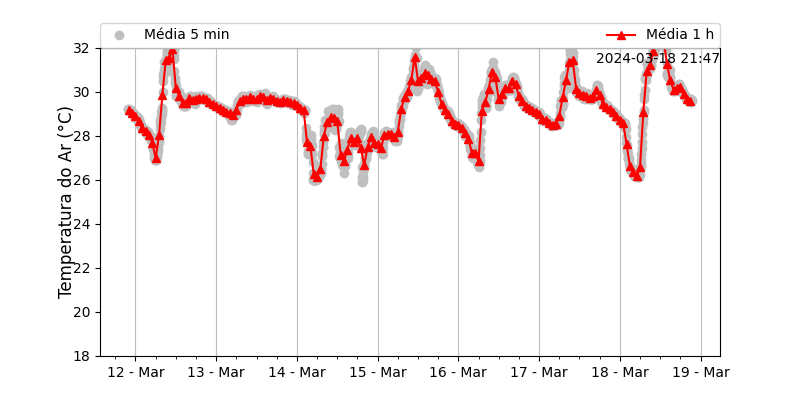 Média 5 min
Média 1 h
2024-03-18 21:47
Temperatura do Ar (°C)
32
30
28
26
24
22
20
18
12 - Mar
13 - Mar
14 - Mar
15 - Mar
16 - Mar
17 - Mar
18 - Mar
19 - Mar